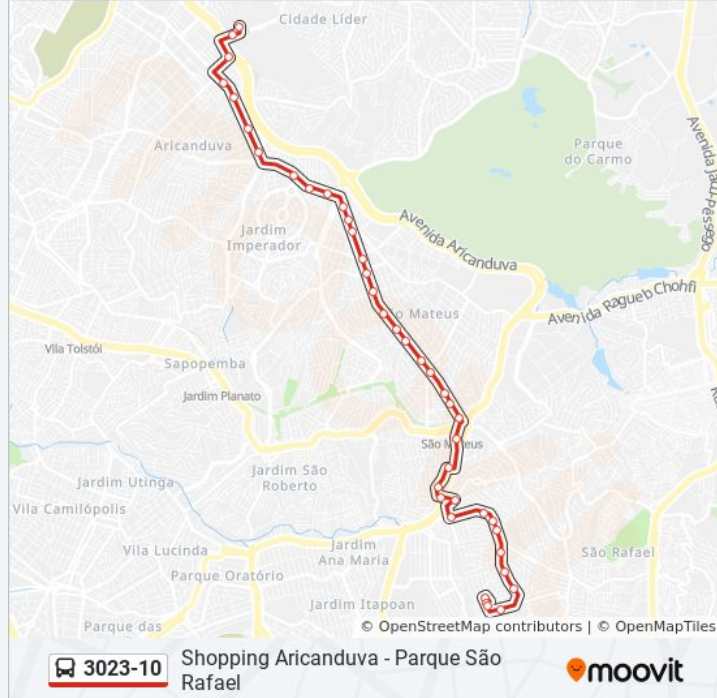 Cidade Líder
Aricanduva
Parque
do Carmo
Avenida Jacu-Pêssego
Jardim
Imperador
Avenida Aricanduva
Avenida Ragueb Chohfi
o Mateus
Vila Tolstói
Sapopemba
Jardim Planato
São M teus
Jardim São
Roberto
Jardim Utinga
Vila Camilópolis
Vila Lucinda
Jardim
Ana Maria
São Rafael
Parque Oratório
Jardim Itapoan
Parque das
© OpenStreetMap contributors | © OpenMapTiles
3023-10
Shopping Aricanduva - Parque São
Rafael
moovit